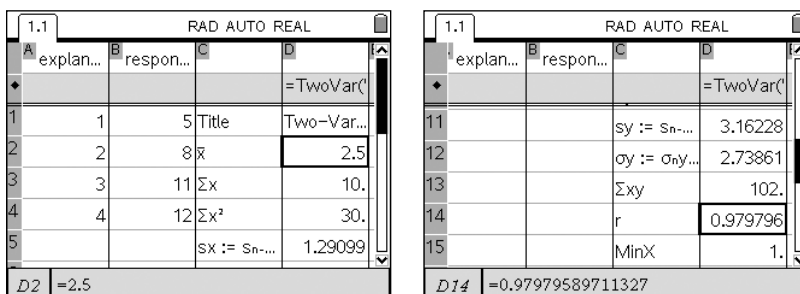 1.1 RAD AUTO REAL
A explan... B respon... C D E
◆ =TwoVar('
1 1 5 Title Two-Var...
2 2 8 x̄ 2.5
3 3 11 Σx 10.
4 4 12 Σx² 30.
5 sx := sn-... 1.29099
D2 =2.5
1.1 RAD AUTO REAL
explan... B respon... C D E
◆ =TwoVar('
11 sy := sn-... 3.16228
12 σy := σny... 2.73861
13 Σxy 102.
14 r 0.979796
15 MinX 1.
D14 =0.97979589711327